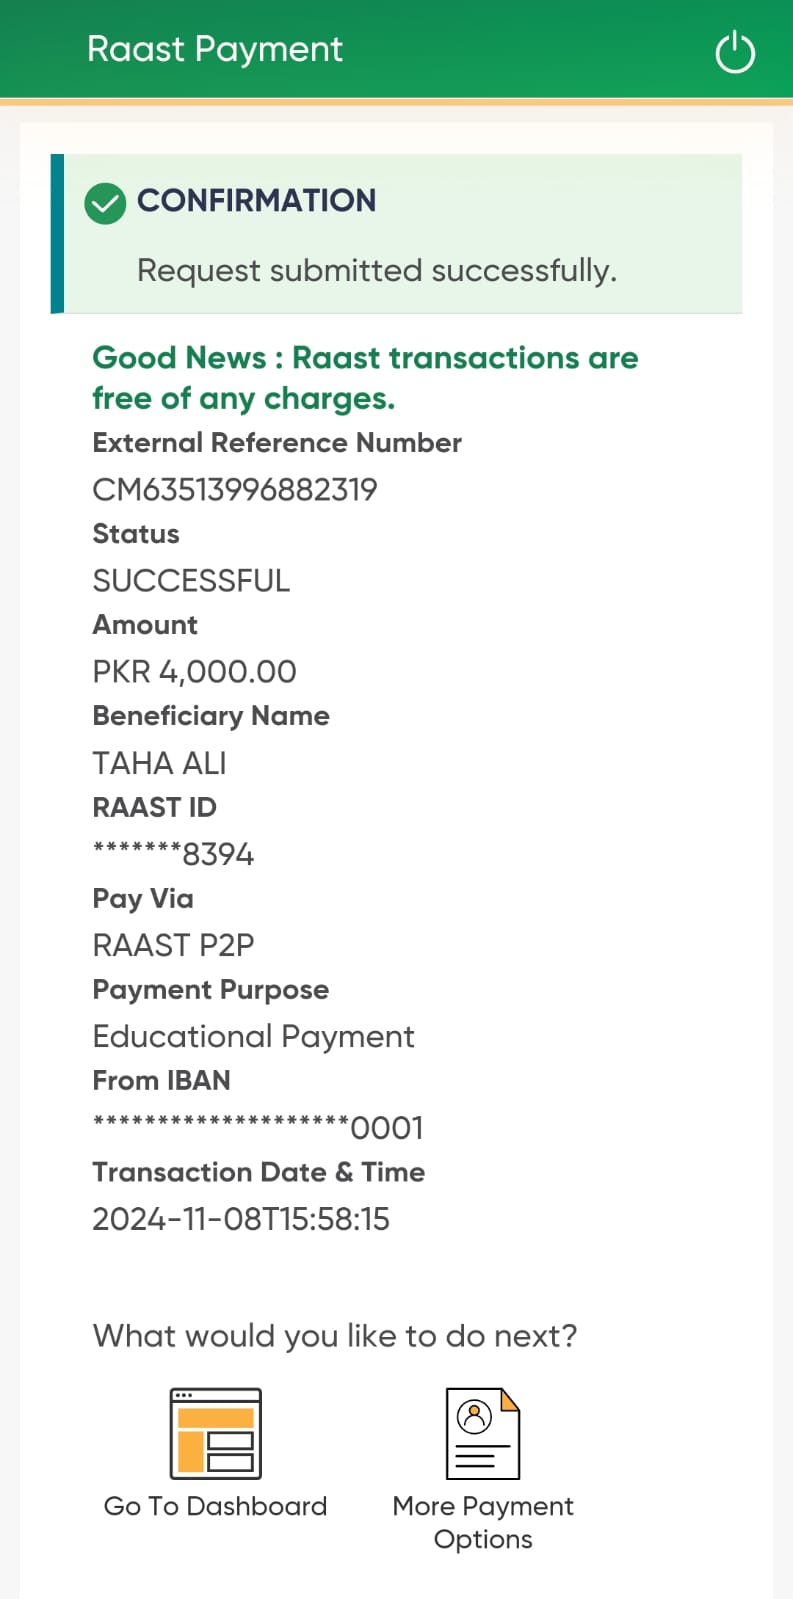 Raast Payment
CONFIRMATION
Request submitted successfully.
Good News : Raast transactions are
free of any charges.
External Reference Number
CM63513996882319
Status
SUCCESSFUL
Amount
PKR 4,000.00
Beneficiary Name
TAHA ALI
RAAST ID
*******8394
Pay Via
RAAST P2P
Payment Purpose
Educational Payment
From IBAN
********************0001
Transaction Date & Time
2024-11-08T15:58:15
What would you like to do next?
Go To Dashboard
More Payment
Options